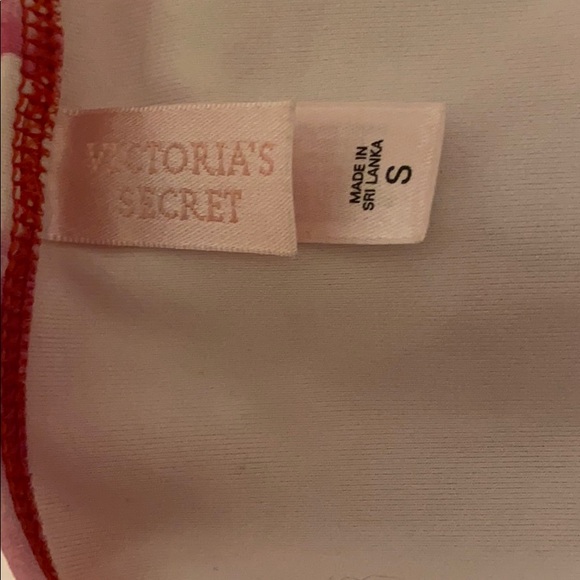 VICTORIA'S
SECRET
MADE IN
SRI LANKA
S